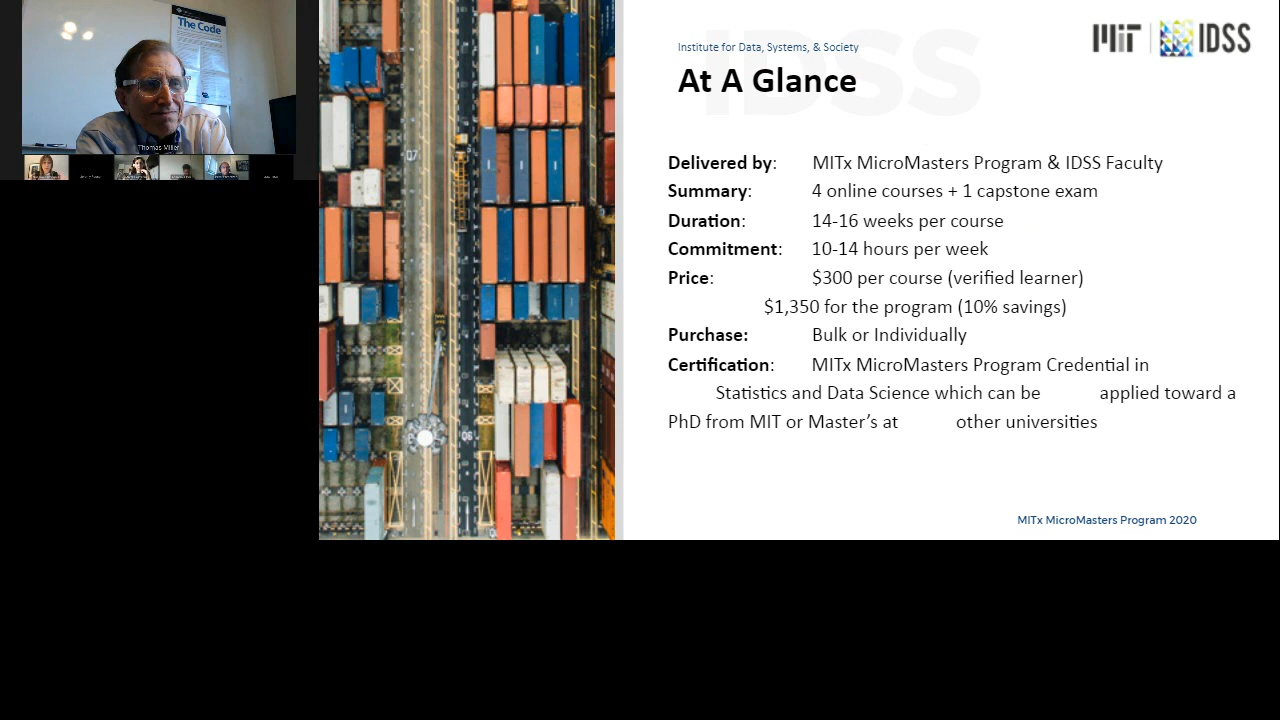 The Code
Thomas Miller
07
06
IDSS
MIT IDSS
Institute for Data, Systems, & Society
At A Glance
Delivered by: MITx MicroMasters Program & IDSS Faculty
Summary: 4 online courses + 1 capstone exam
Duration: 14-16 weeks per course
Commitment: 10-14 hours per week
Price: $300 per course (verified learner)
$1,350 for the program (10% savings)
Purchase: Bulk or Individually
Certification: MITx MicroMasters Program Credential in
Statistics and Data Science which can be applied toward a
PhD from MIT or Master’s at other universities
MITx MicroMasters Program 2020